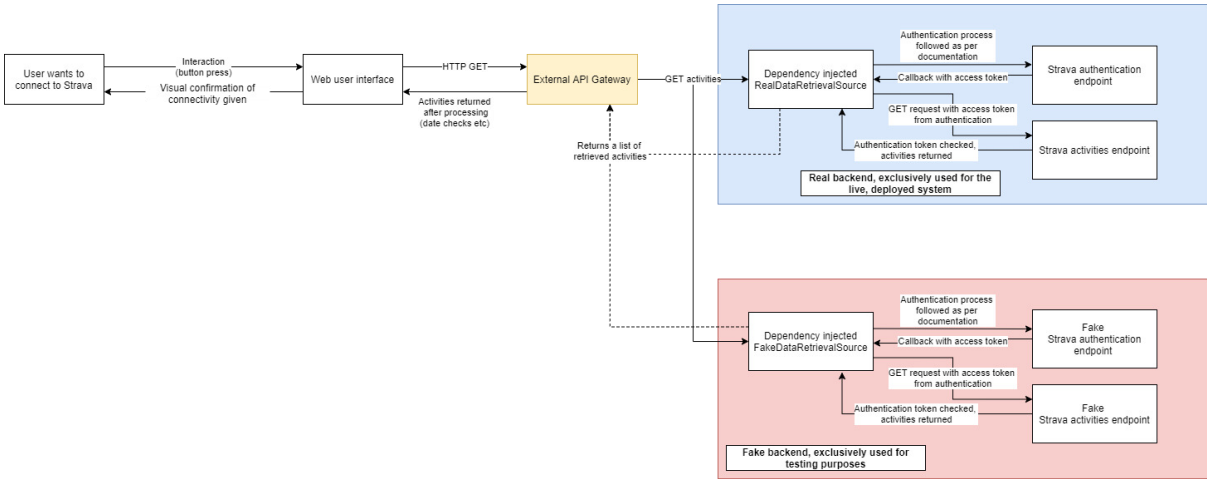 User wants to
connect to Strava
Interaction
(button press)
Visual confirmation of
connectivity given
Web user interface
HTTP GET
Activities returned
after processing
(date checks etc)
External API Gateway
GET activities
Returns a list of
retrieved activities
Dependency injected
RealDataRetrievalSource
Authentication process
followed as per
documentation
Callback with access token
GET request with access token
from authentication
Authentication token checked,
activities returned
Strava authentication
endpoint
Strava activities endpoint
Real backend, exclusively used for the
live, deployed system
Dependency injected
FakeDataRetrievalSource
Authentication process
followed as per
documentation
Callback with access token
GET request with access token
from authentication
Authentication token checked,
activities returned
Fake
Strava authentication
endpoint
Fake
Strava activities endpoint
Fake backend, exclusively used for
testing purposes